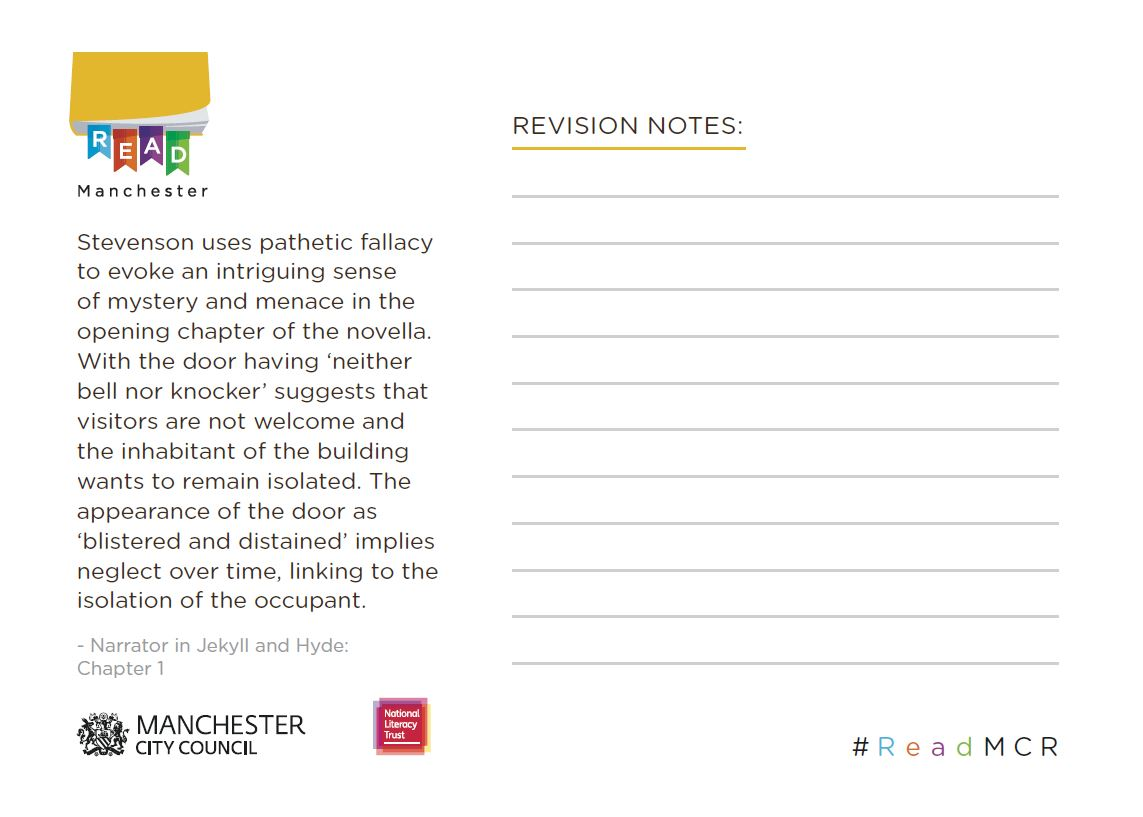 READ
Manchester
Stevenson uses pathetic fallacy
to evoke an intriguing sense
of mystery and menace in the
opening chapter of the novella.
With the door having ‘neither
bell nor knocker’ suggests that
visitors are not welcome and
the inhabitant of the building
wants to remain isolated. The
appearance of the door as
‘blistered and distained’ implies
neglect over time, linking to the
isolation of the occupant.
- Narrator in Jekyll and Hyde:
Chapter 1
MANCHESTER
CITY COUNCIL
National
Literacy
Trust
REVISION NOTES:
#ReadMCR